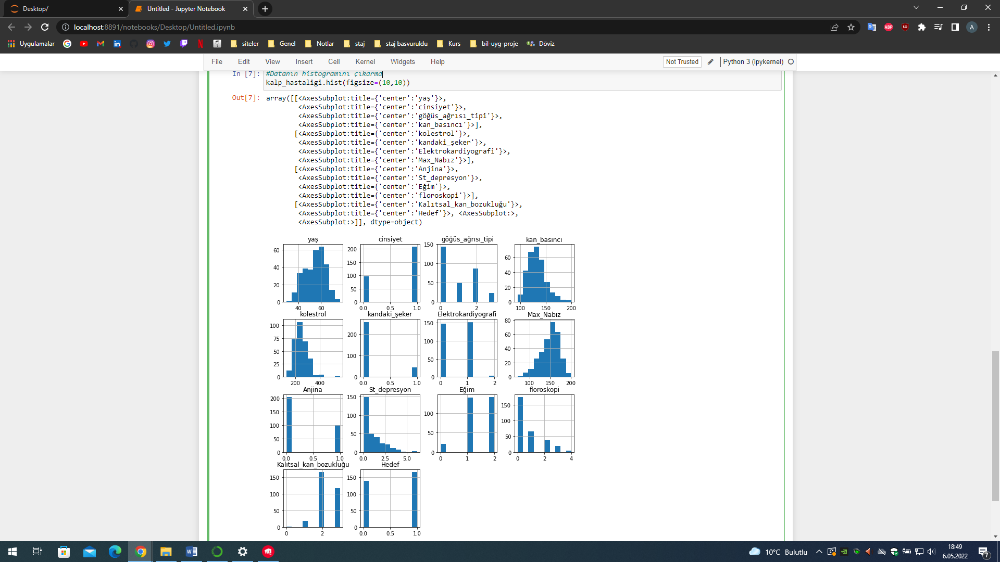 Desktop/
Untitled - Jupyter Notebook
localhost:8891/notebooks/Desktop/Untitled.ipynb
ABP
A
Uygulamalar
siteler
Genel
Notlar
staj
staj basvuruldu
Kurs
bil-uyg-proje
Döviz
File Edit View Insert Cell Kernel Widgets Help
Not Trusted
Python 3 (ipykernel)
In [7]: #Datanın histogramını çıkarma
kalp_hastaligi.hist(figsize=(10,10))
Out[7]: array([[<AxesSubplot:title={'center':'yaş'}>,
<AxesSubplot:title={'center':'cinsiyet'}>,
<AxesSubplot:title={'center':'göğüs_ağrısı_tipi'}>,
<AxesSubplot:title={'center':'kan_basıncı'}>],
[<AxesSubplot:title={'center':'kolestrol'}>,
<AxesSubplot:title={'center':'kandaki_şeker'}>,
<AxesSubplot:title={'center':'Elektrokardiyografi'}>,
<AxesSubplot:title={'center':'Max_Nabız'}>],
[<AxesSubplot:title={'center':'Anjina'}>,
<AxesSubplot:title={'center':'St_depresyon'}>,
<AxesSubplot:title={'center':'Eğim'}>,
<AxesSubplot:title={'center':'floroskopi'}>],
[<AxesSubplot:title={'center':'Kalıtsal_kan_bozukluğu'}>,
<AxesSubplot:title={'center':'Hedef'}>, <AxesSubplot:>,
<AxesSubplot:>]], dtype=object)
yaş
60
40
20
0
40 60
cinsiyet
200
150
100
50
0
0.0 0.5 1.0
göğüs_ağrısı_tipi
150
100
50
0
0 2
kan_basıncı
60
40
20
0
100 150 200
kolestrol
100
75
50
25
0
200 400
kandaki_şeker
200
100
0
0.0 0.5 1.0
Elektrokardiyografi
150
100
50
0
0 1 2
Max_Nabız
80
60
40
20
0
100 150 200
Anjina
200
150
100
50
0
0.0 0.5 1.0
St_depresyon
150
100
50
0
0.0 2.5 5.0
Eğim
100
50
0
0 1 2
floroskopi
150
100
50
0
0 2 4
Kalıtsal_kan_bozukluğu
150
100
50
0
0 2
Hedef
150
100
50
0
0.0 0.5 1.0
10°C Bulutlu
18:49
6.05.2022
7